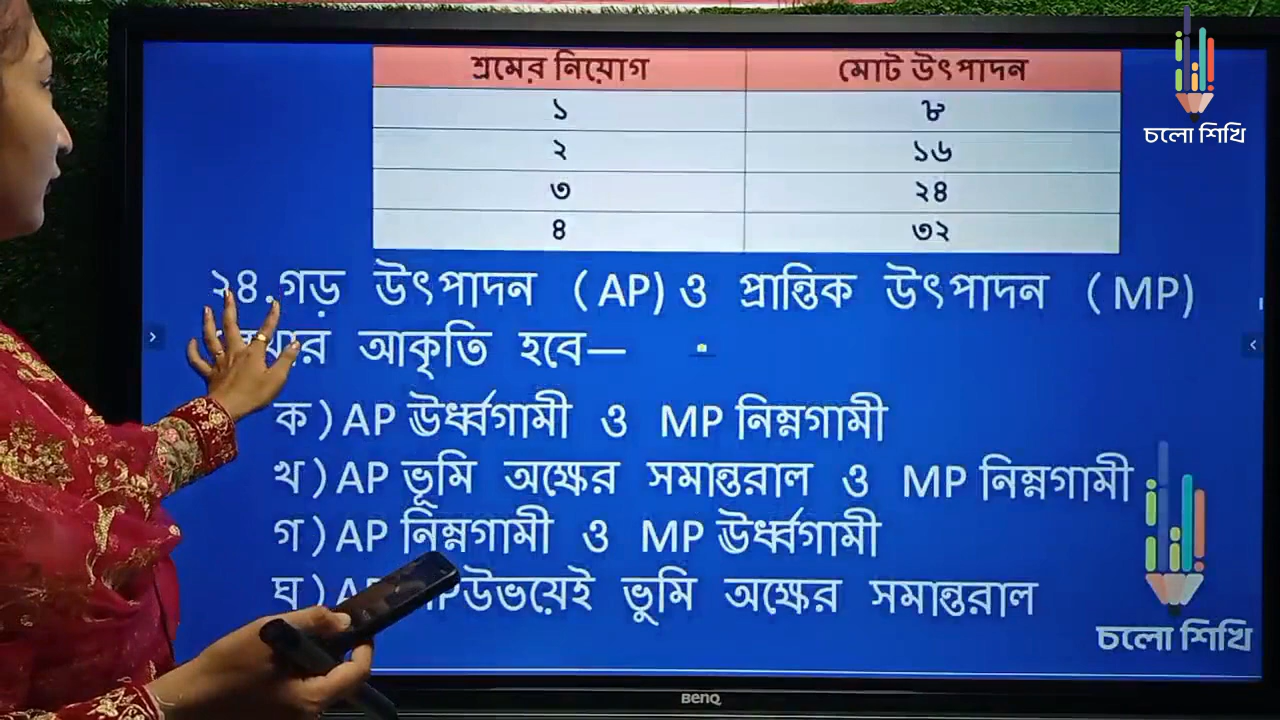 শ্রমের নিয়োগ মোট উৎপাদন
১ ৮
২ ১৬
৩ ২৪
৪ ৩২
চলো শিখি
২৪.গড় উৎপাদন (AP) ও প্রান্তিক উৎপাদন (MP)
আকৃতি হবে—
ক) AP ঊর্ধ্বগামী ও MP নিম্নগামী
খ) AP ভূমি অক্ষের সমান্তরাল ও MP নিম্নগামী
গ) AP নিম্নগামী ও MP ঊর্ধ্বগামী
ঘ) উভয়েই ভুমি অক্ষের সমান্তরাল
চলো শিখি
BenQ